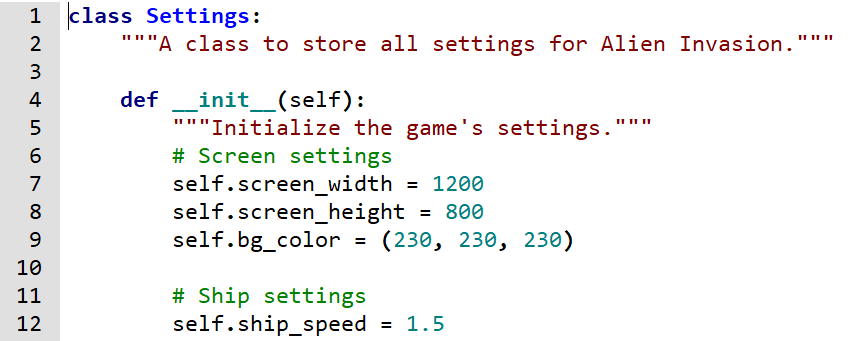 1 class Settings:
2     """A class to store all settings for Alien Invasion."""
3
4     def __init__(self):
5         """Initialize the game's settings."""
6         # Screen settings
7         self.screen_width = 1200
8         self.screen_height = 800
9         self.bg_color = (230, 230, 230)
10
11         # Ship settings
12         self.ship_speed = 1.5